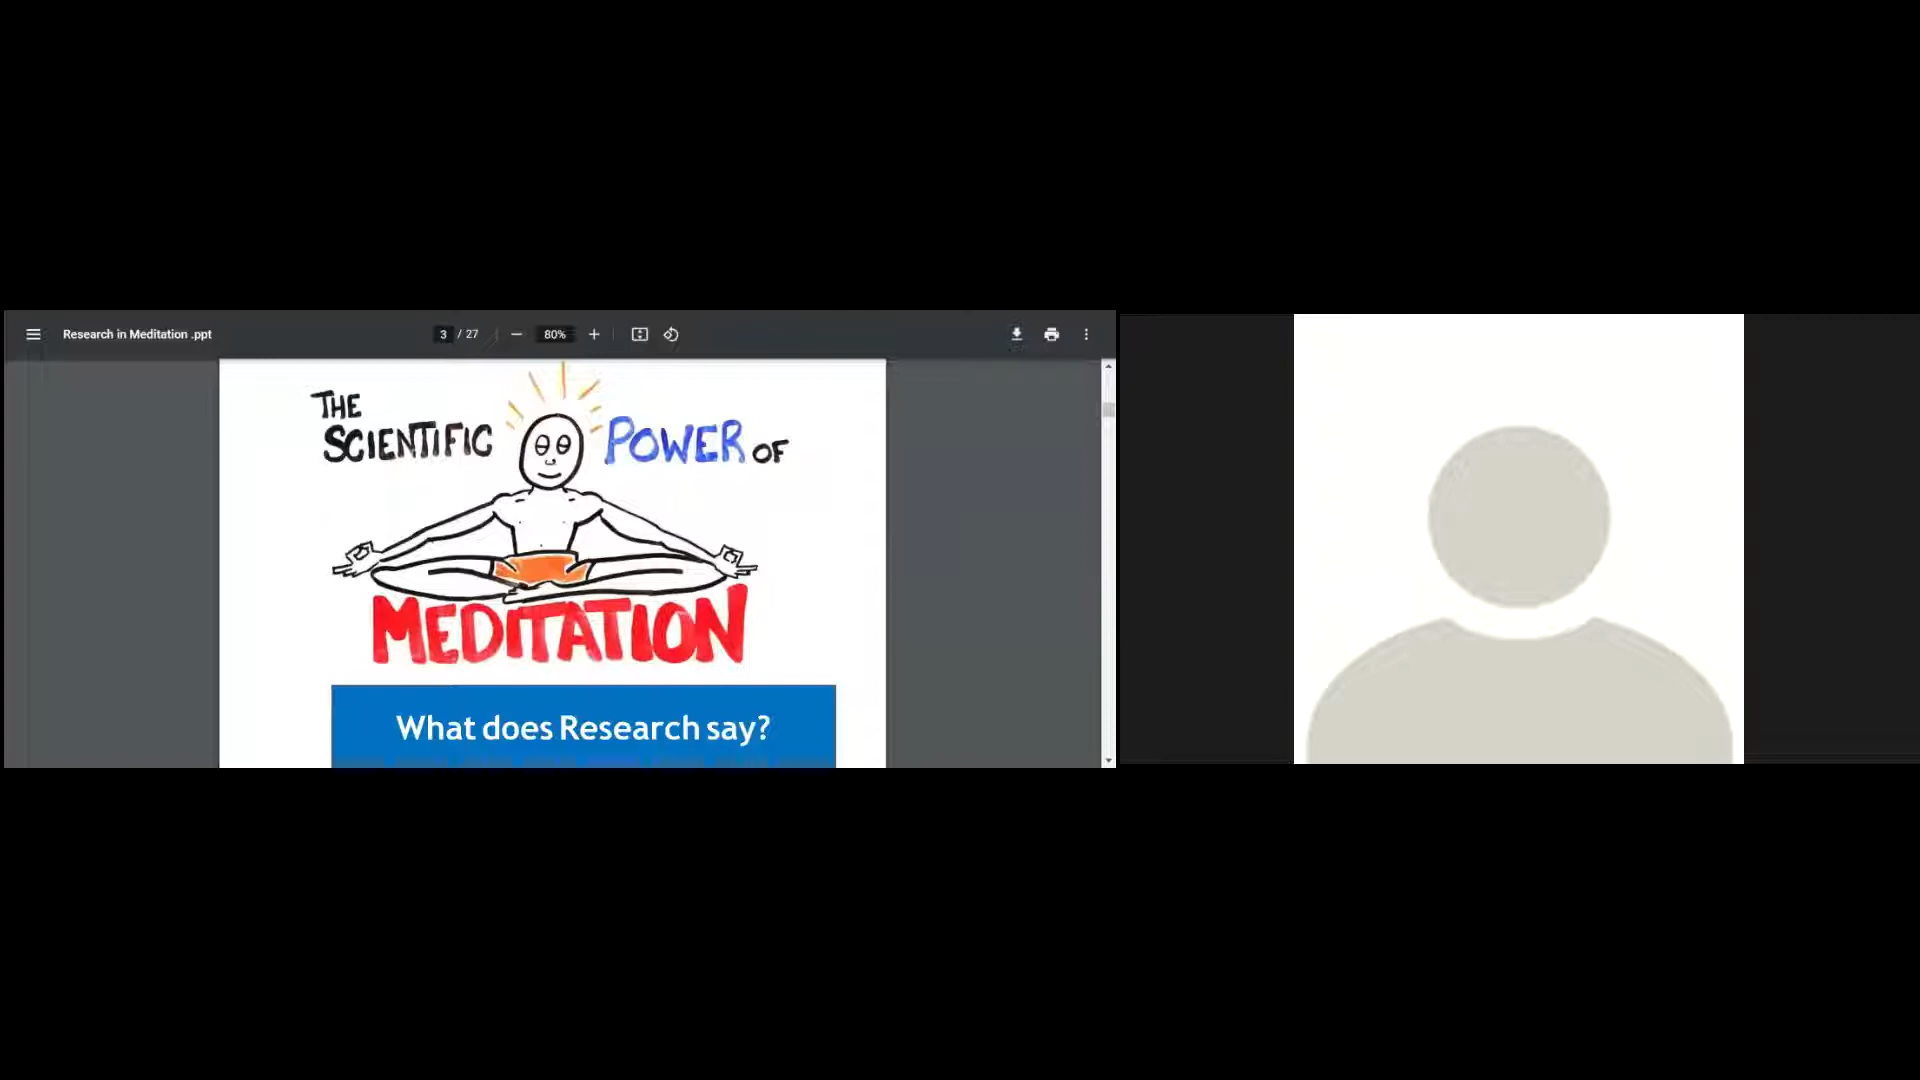 Research in Meditation .ppt
3 / 27
80%
THE
SCIENTIFIC POWER OF
MEDITATION
What does Research say?